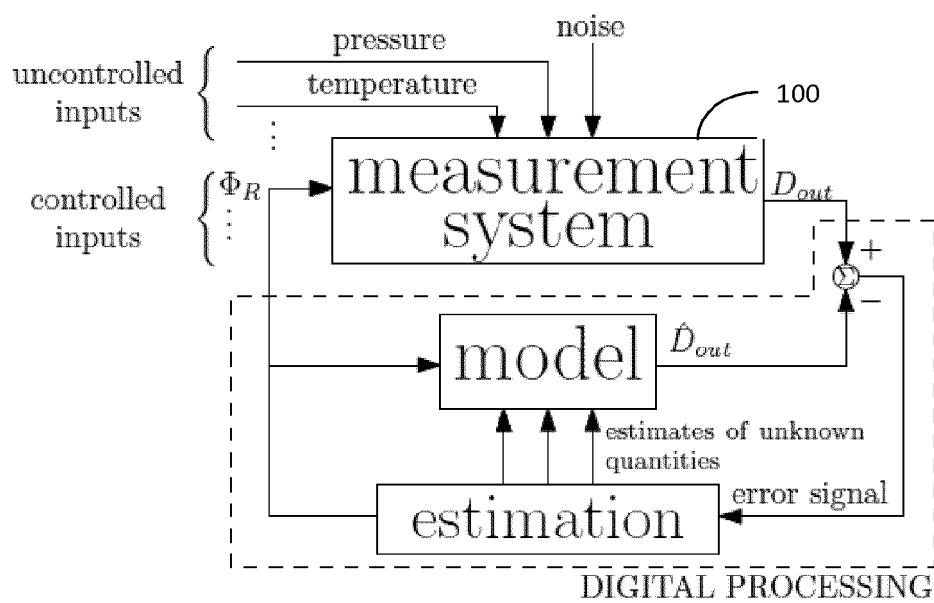 noise
pressure
uncontrolled
inputs
temperature
100
⋮
measurement
system
controlled
inputs
Φ_R
⋮
D_out
+
Σ
−
model
D̂_out
estimates of unknown
quantities
estimation
error signal
DIGITAL PROCESSING